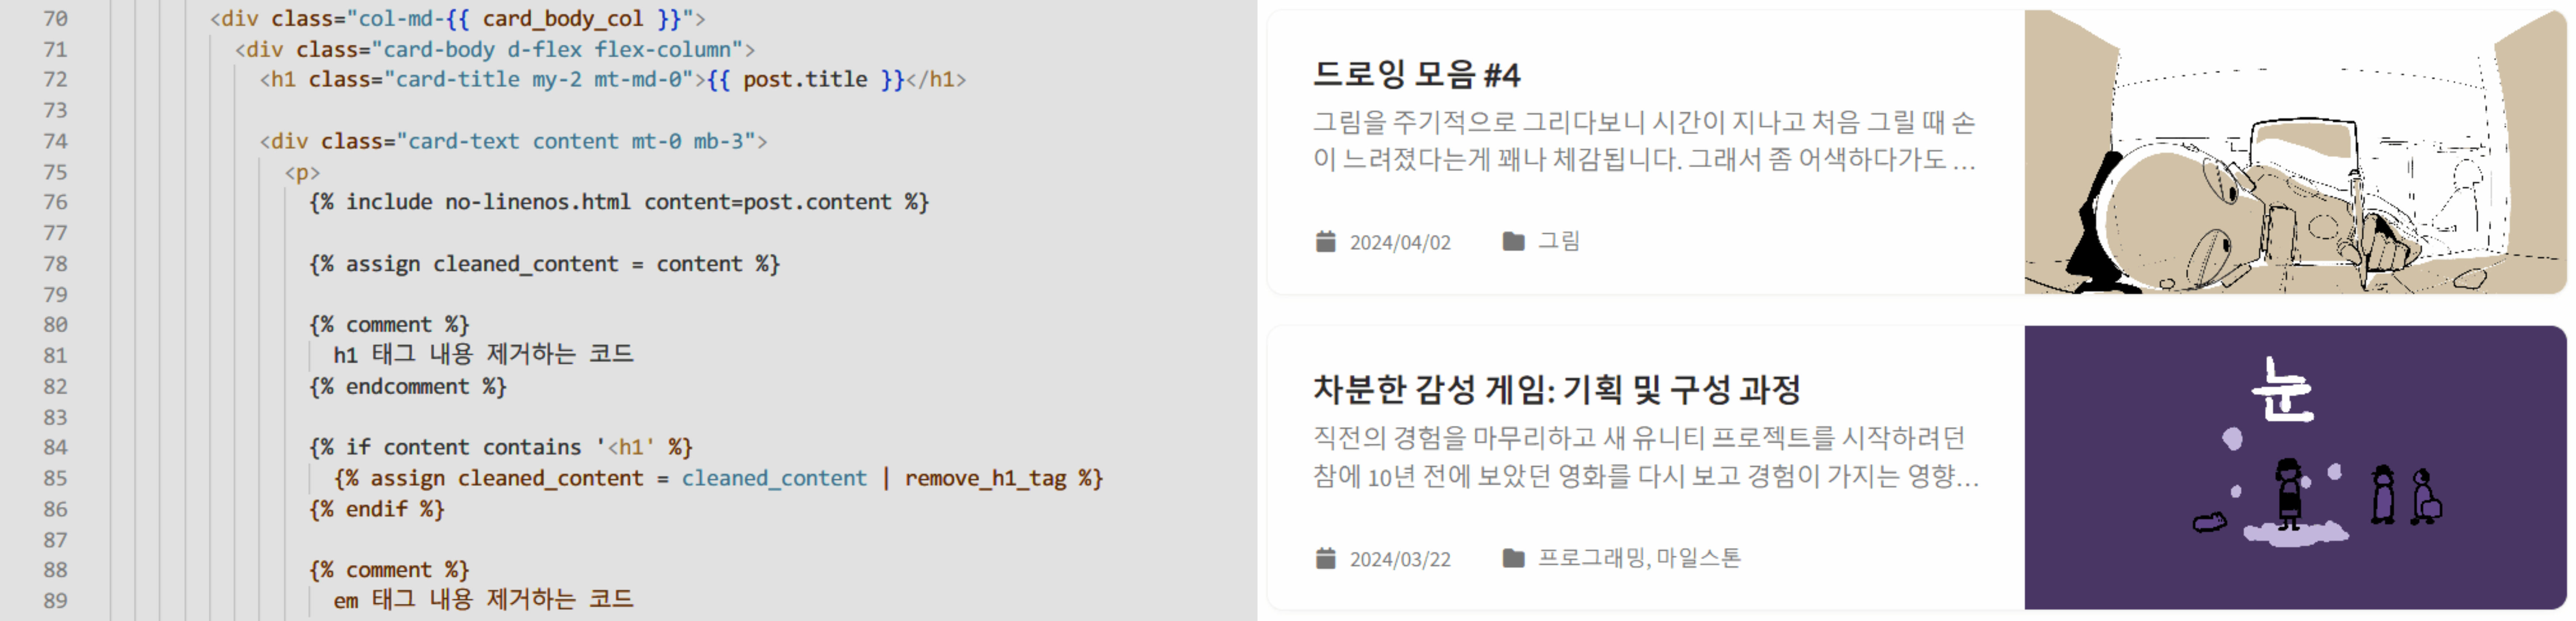 70 <div class="col-md-{{ card_body_col }}">
71 <div class="card-body d-flex flex-column">
72 <h1 class="card-title my-2 mt-md-0">{{ post.title }}</h1>
73
74 <div class="card-text content mt-0 mb-3">
75 <p>
76 {% include no-linenos.html content=post.content %}
77
78 {% assign cleaned_content = content %}
79
80 {% comment %}
81 h1 태그 내용 제거하는 코드
82 {% endcomment %}
83
84 {% if content contains '<h1' %}
85 {% assign cleaned_content = cleaned_content | remove_h1_tag %}
86 {% endif %}
87
88 {% comment %}
89 em 태그 내용 제거하는 코드
드로잉 모음 #4
그림을 주기적으로 그리다보니 시간이 지나고 처음 그릴 때 손
이 느려졌다는게 꽤나 체감됩니다. 그래서 좀 어색하다가도 ...
2024/04/02 그림
차분한 감성 게임: 기획 및 구성 과정
직전의 경험을 마무리하고 새 유니티 프로젝트를 시작하려던
참에 10년 전에 보았던 영화를 다시 보고 경험이 가지는 영향...
2024/03/22 프로그래밍, 마일스톤
눈